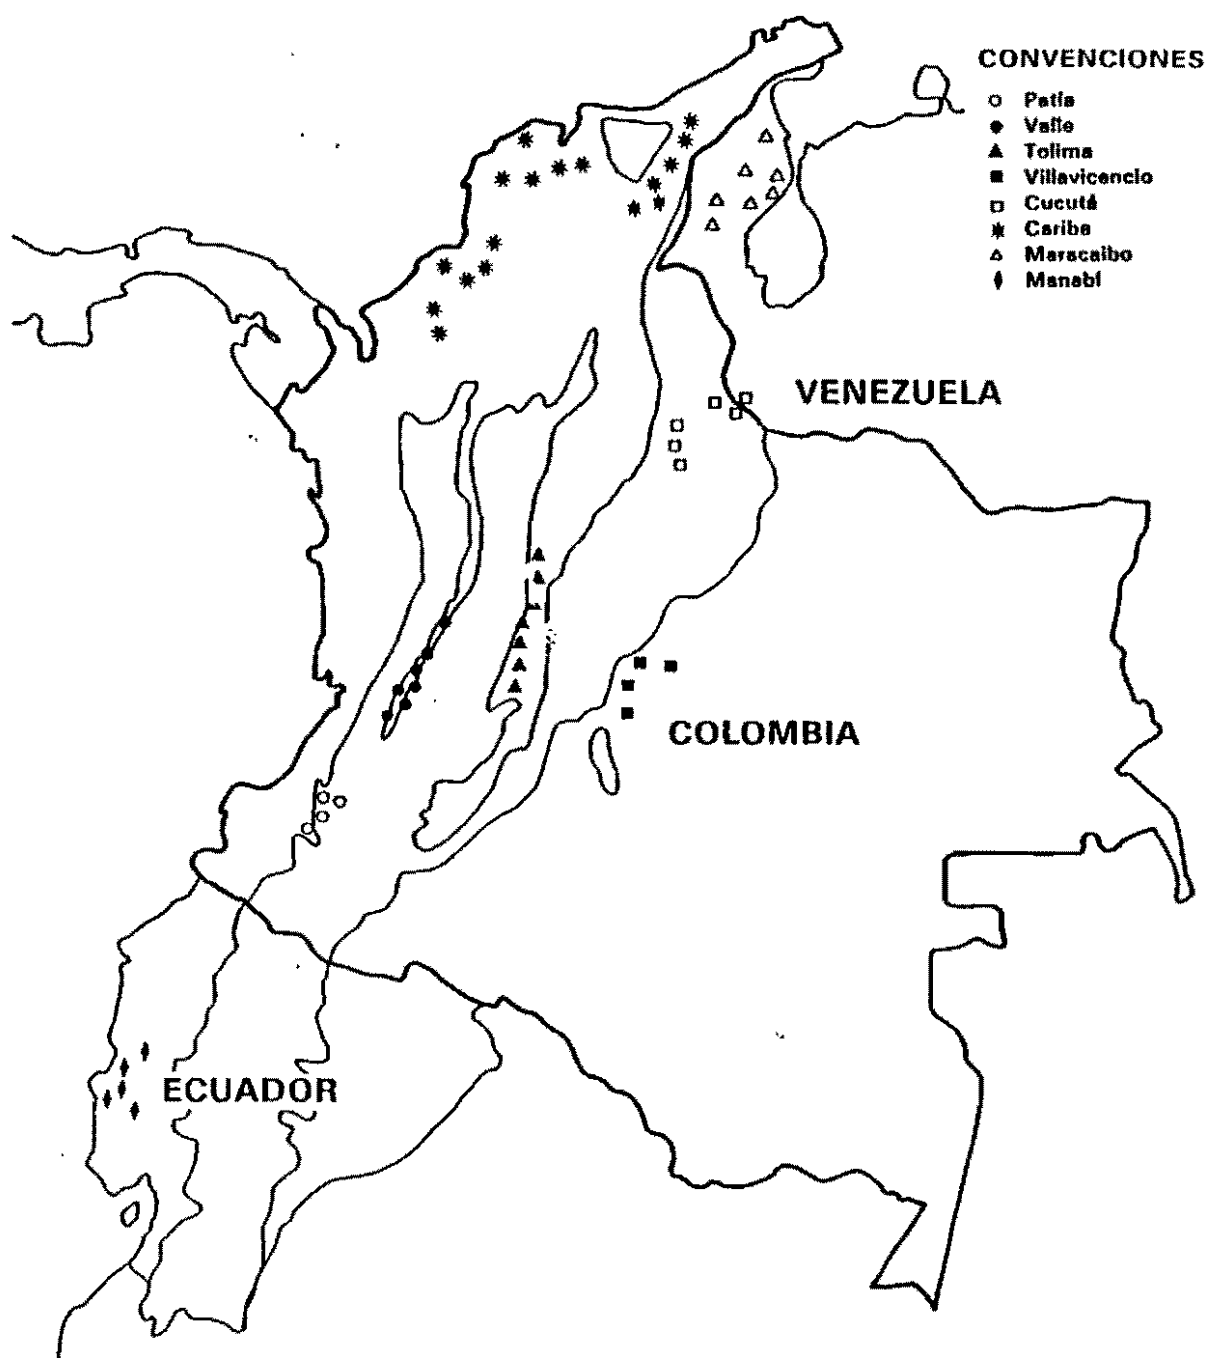 CONVENCIONES
Patía
Valle
Tolima
Villavicencio
Cucutá
Caribe
Maracaibo
Manabí
VENEZUELA
COLOMBIA
ECUADOR